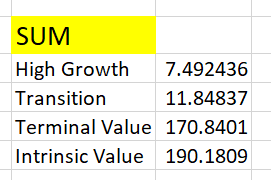 SUM
High Growth 7.492436
Transition 11.84837
Terminal Value 170.8401
Intrinsic Value 190.1809